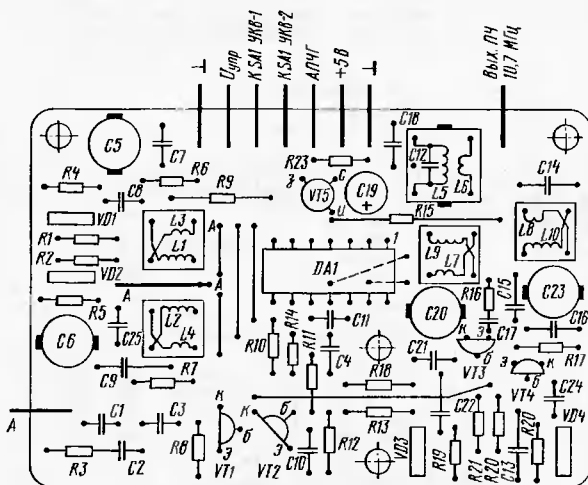 ⊥
Uупр
К SA1 УКВ-1
К SA1 УКВ-2
АПЧГ
+5 В
⊥
Вых. ПЧ
10,7 МГц
C5
C7
R4
C8
R6
R9
VD1
R1
R2
VD2
L3
L1
A
A
A
R5
C6
C25
L2
L4
C9
R7
A
C1
C3
R3
C2
R8
к
б
э
VT1
R23
з
с
и
VT5
C19
+
C18
C12
L5
L6
R15
C14
L8
L10
DA1
1
L9
L7
R10
R14
R11
C11
C4
R16
C15
C17
C20
C23
C16
R17
C21
к
э
б
VT3
э
к
б
VT4
R18
R13
к
б
э
VT2
C10
R12
VD3
C22
R19
R21
R20
C13
R20
C24
VD4